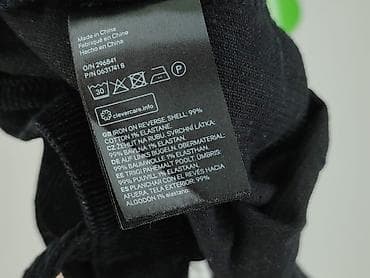 Made in China
Fabriqué en Chine
Hecho en China
O/N 296841
P/N 0631741 B
30
P
clevercare.info
GB IRON ON REVERSE, SHELL: 99%
COTTON 1% ELASTANE
CZ ŽEHLIT NA RUBU, SVRCHNÍ LÁTKA:
99% BAVLNA 1% ELASTAN,
DE AUF LINKS BÜGELN, OBERMATERIAL:
99% BAUMWOLLE 1% ELASTHAN
EE TRIIGI PAHEMALT POOLT, ÜMBRIS:
99% PUUVILL 1% ELASTAAN
ES PLANCHAR CON EL REVÉS HACIA
AFUERA, TELA EXTERIOR: 99%
ALGODÓN 1% elastano